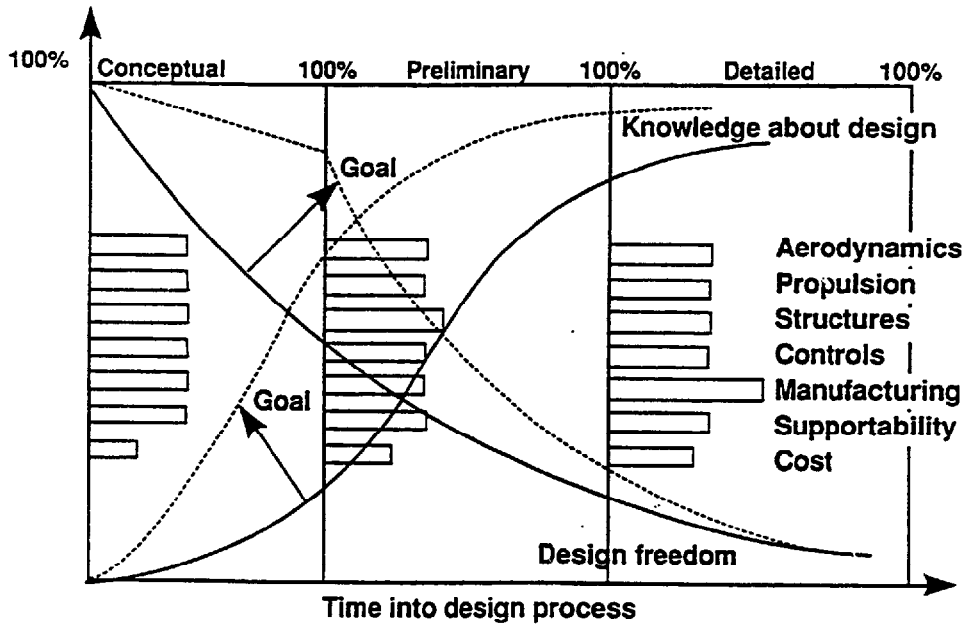 100%
Conceptual 100% Preliminary 100% Detailed 100%
Knowledge about design
Goal
Aerodynamics
Propulsion
Structures
Controls
Goal
Manufacturing
Supportability
Cost
Design freedom
Time into design process